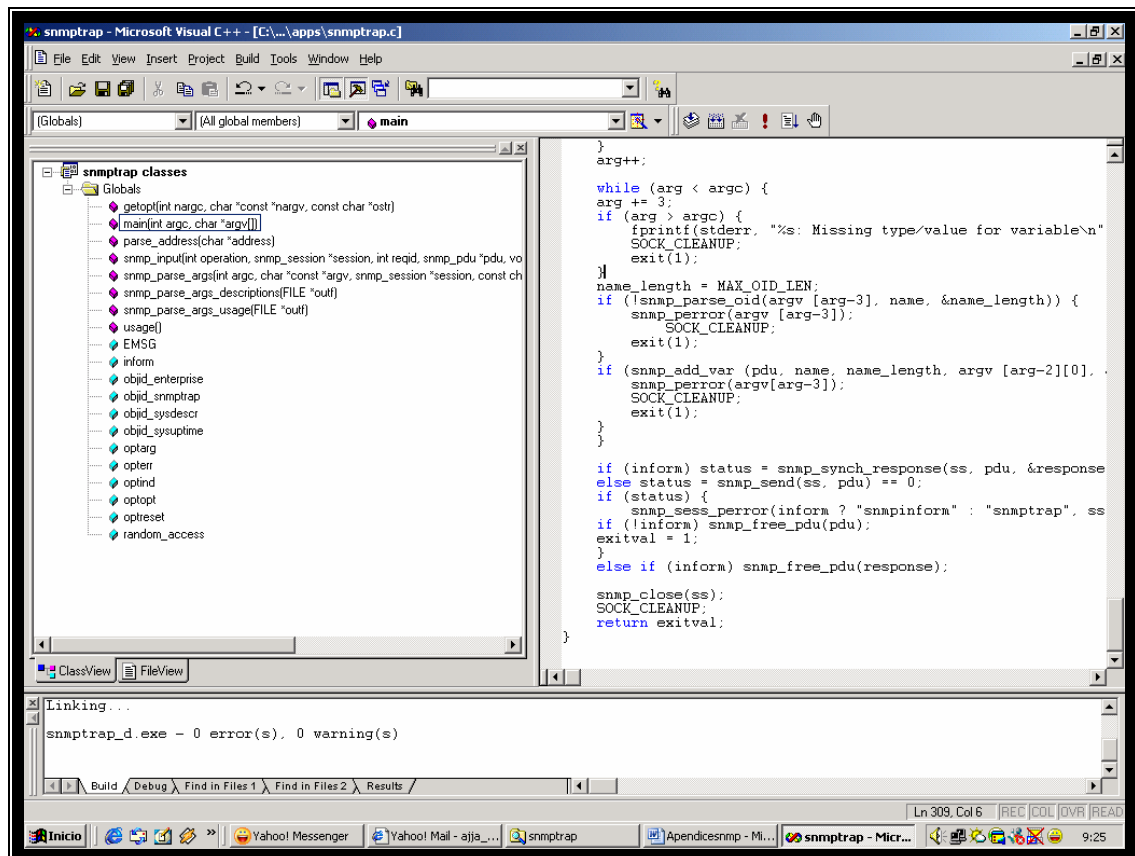 snmptrap - Microsoft Visual C++ - [C:\...\apps\snmptrap.c]
File Edit View Insert Project Build Tools Window Help
(Globals) (All global members) main
snmptrap classes
Globals
getopt(int nargc, char *const *nargv, const char *ostr)
main(int argc, char *argv[])
parse_address(char *address)
snmp_input(int operation, snmp_session *session, int reqid, snmp_pdu *pdu, vo
snmp_parse_args(int argc, char *const *argv, snmp_session *session, const ch
snmp_parse_args_descriptions(FILE *outf)
snmp_parse_args_usage(FILE *outf)
usage()
EMSG
inform
objid_enterprise
objid_snmptrap
objid_sysdescr
objid_sysuptime
optarg
opterr
optind
optopt
optreset
random_access
ClassView FileView
}
arg++;
while (arg < argc) {
arg += 3;
if (arg > argc) {
fprintf(stderr, "%s: Missing type/value for variable\n"
SOCK_CLEANUP;
exit(1);
}
name_length = MAX_OID_LEN;
if (!snmp_parse_oid(argv [arg-3], name, &name_length)) {
snmp_perror(argv [arg-3]);
SOCK_CLEANUP;
exit(1);
}
if (snmp_add_var (pdu, name, name_length, argv [arg-2][0],
snmp_perror(argv[arg-3]);
SOCK_CLEANUP;
exit(1);
}
}
if (inform) status = snmp_synch_response(ss, pdu, &response
else status = snmp_send(ss, pdu) == 0;
if (status) {
snmp_sess_perror(inform ? "snmpinform" : "snmptrap", ss
if (!inform) snmp_free_pdu(pdu);
exitval = 1;
}
else if (inform) snmp_free_pdu(response);
snmp_close(ss);
SOCK_CLEANUP;
return exitval;
}
Linking...
snmptrap_d.exe - 0 error(s), 0 warning(s)
Build Debug Find in Files 1 Find in Files 2 Results
Ln 309, Col 6 REC COL OVR READ
Inicio » Yahoo! Messenger Yahoo! Mail - ajja_... snmptrap Apendicesnmp - Mi... snmptrap - Micr... 9:25